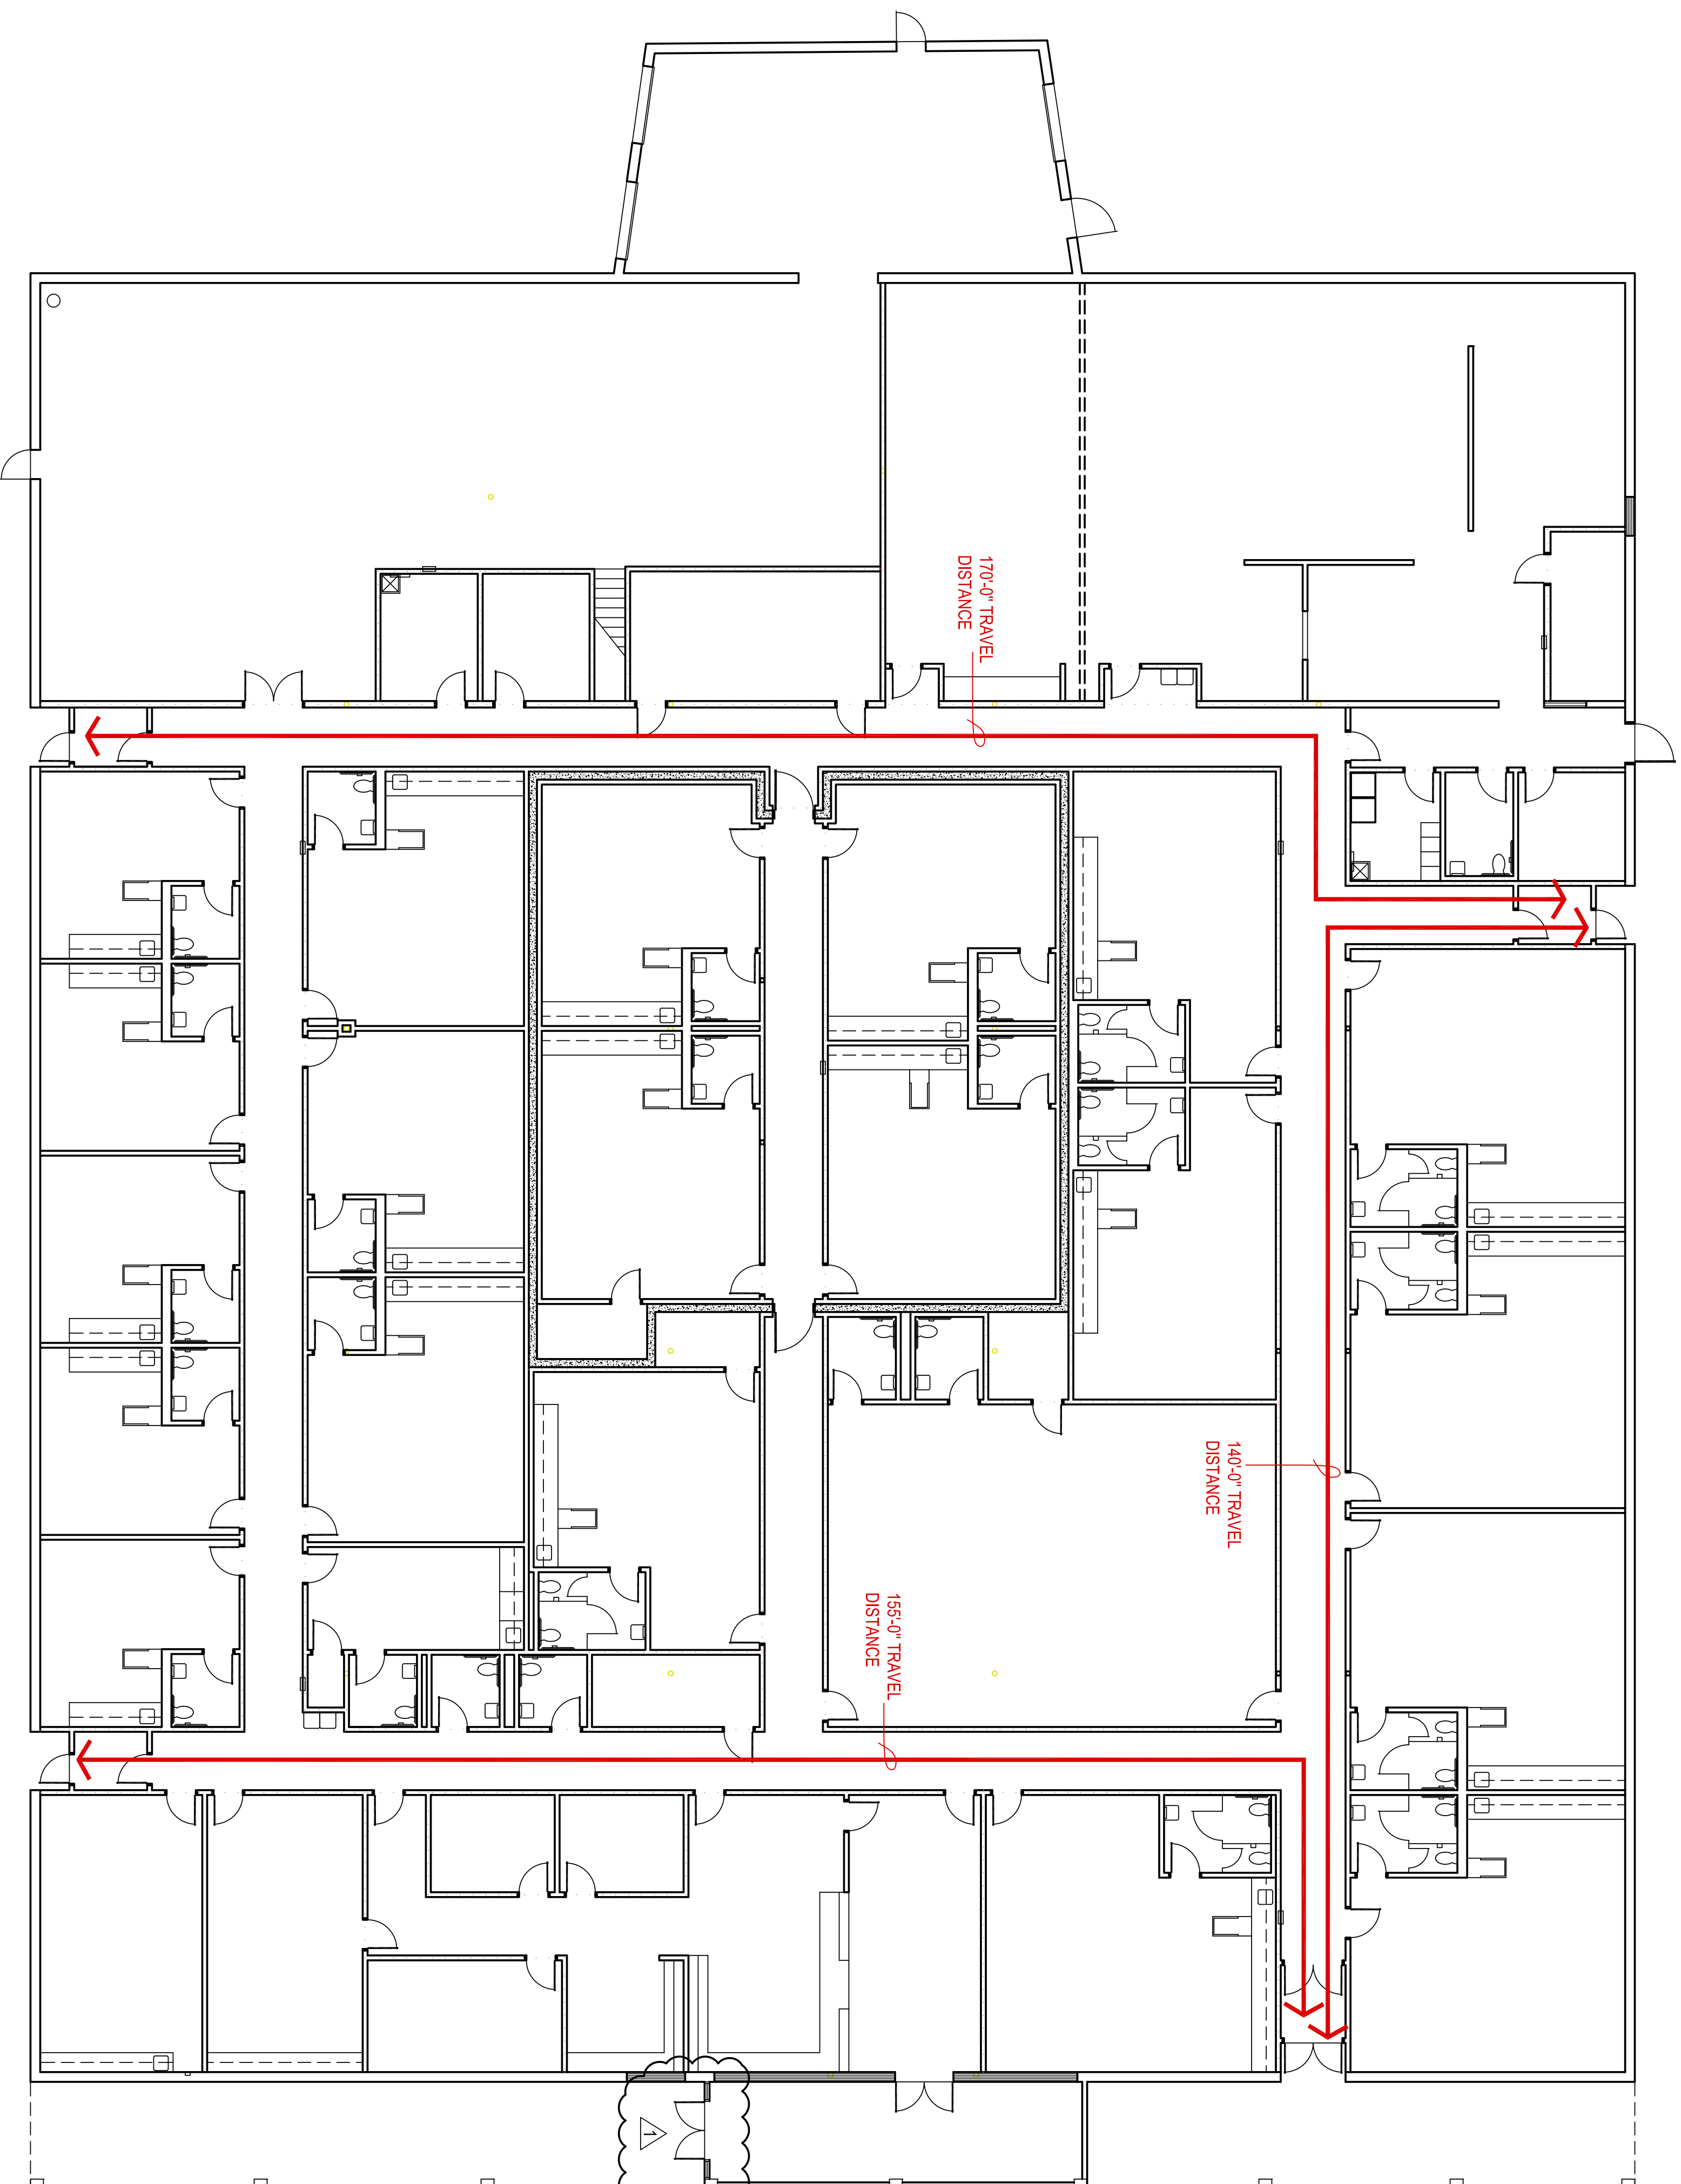 170'-0" TRAVEL
DISTANCE
140'-0" TRAVEL
DISTANCE
155'-0" TRAVEL
DISTANCE
1